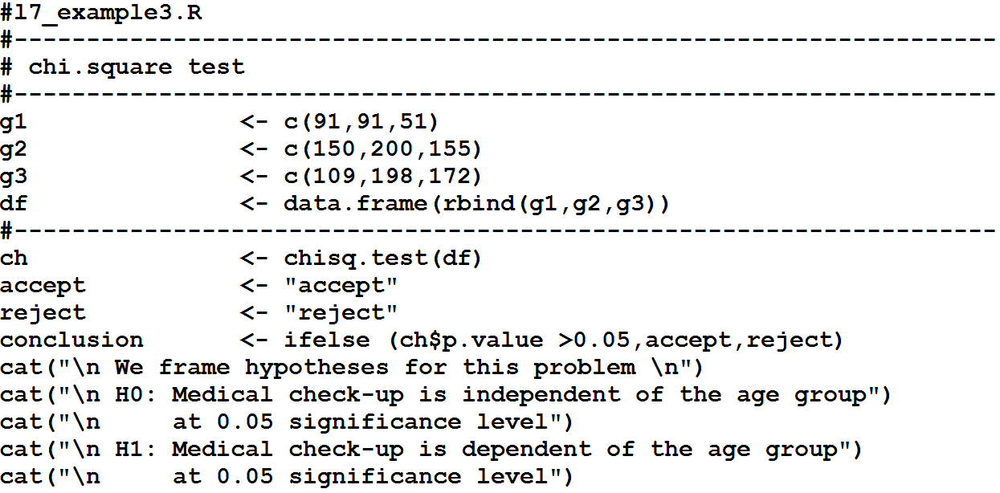 #l7_example3.R
#--------------------------------------------------------------------
# chi.square test
#--------------------------------------------------------------------
g1               <- c(91,91,51)
g2               <- c(150,200,155)
g3               <- c(109,198,172)
df               <- data.frame(rbind(g1,g2,g3))
#--------------------------------------------------------------------
ch               <- chisq.test(df)
accept           <- "accept"
reject           <- "reject"
conclusion       <- ifelse (ch$p.value >0.05,accept,reject)
cat("\n We frame hypotheses for this problem \n")
cat("\n H0: Medical check-up is independent of the age group")
cat("\n     at 0.05 significance level")
cat("\n H1: Medical check-up is dependent of the age group")
cat("\n     at 0.05 significance level")